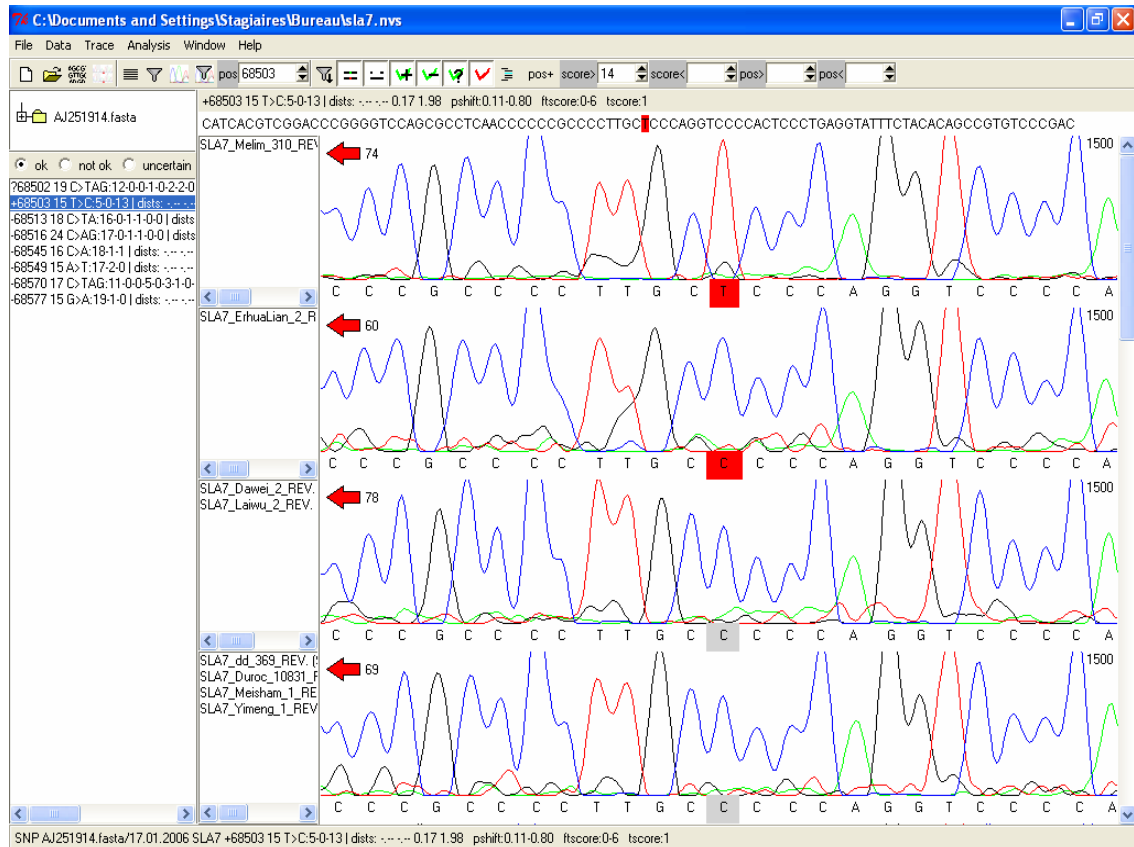 C:\Documents and Settings\Stagiaires\Bureau\sla7.nvs
File Data Trace Analysis Window Help
pos 68503 pos+ score> 14 score< pos> pos<
AJ251914.fasta
+68503 15 T>C:5-0-13 | dists: -.-- -.-- 0.17 1.98 pshift:0.11-0.80 ftscore:0-6 tscore:1
CATCACGTCGGACCCGGGGTCCAGCGCCTCAACCCCCCGCCCCTTGCTCCCAGGTCCCCACTCCCTGAGGTATTTCTACACAGCCGTGTCCCGAC
ok not ok uncertain
?68502 19 C>TAG:12-0-0-1-0-2-2-0
+68503 15 T>C:5-0-13 | dists: -.-- -.--
-68513 18 C>TA:16-0-1-1-0-0 | dists
-68516 24 C>AG:17-0-1-1-0-0 | dists
-68545 16 C>A:18-1-1 | dists: -.-- -.--
-68549 15 A>T:17-2-0 | dists: -.-- -.--
-68570 17 C>TAG:11-0-0-5-0-3-1-0-
-68577 15 G>A:19-1-0 | dists: -.-- -.--
SLA7_Melim_310_REV
74
1500
C C C G C C C C T T G C T C C C A G G T C C C C A
SLA7_ErhuaLian_2_R
60
1500
C C C G C C C C T T G C C C C C A G G T C C C C A
SLA7_Dawei_2_REV.
SLA7_Laiwu_2_REV.
78
1500
C C C G C C C C T T G C C C C C A G G T C C C C A
SLA7_dd_369_REV. (S
SLA7_Duroc_10831_F
SLA7_Meisham_1_RE
SLA7_Yimeng_1_REV
69
1500
C C C G C C C C T T G C C C C C A G G T C C C C A
SNP AJ251914.fasta/17.01.2006 SLA7 +68503 15 T>C:5-0-13 | dists: -.-- -.-- 0.17 1.98 pshift:0.11-0.80 ftscore:0-6 tscore:1